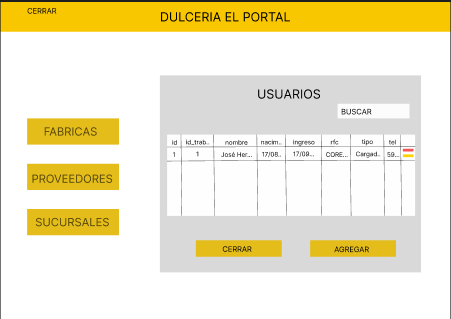 CERRAR
DULCERIA EL PORTAL
FABRICAS
PROVEEDORES
SUCURSALES
USUARIOS
BUSCAR
id id_trab.. nombre nacim.. ingreso rfc tipo tel
1 1 José Her... 17/08.. 17/09... CORE... Cargad.. 59...
CERRAR AGREGAR